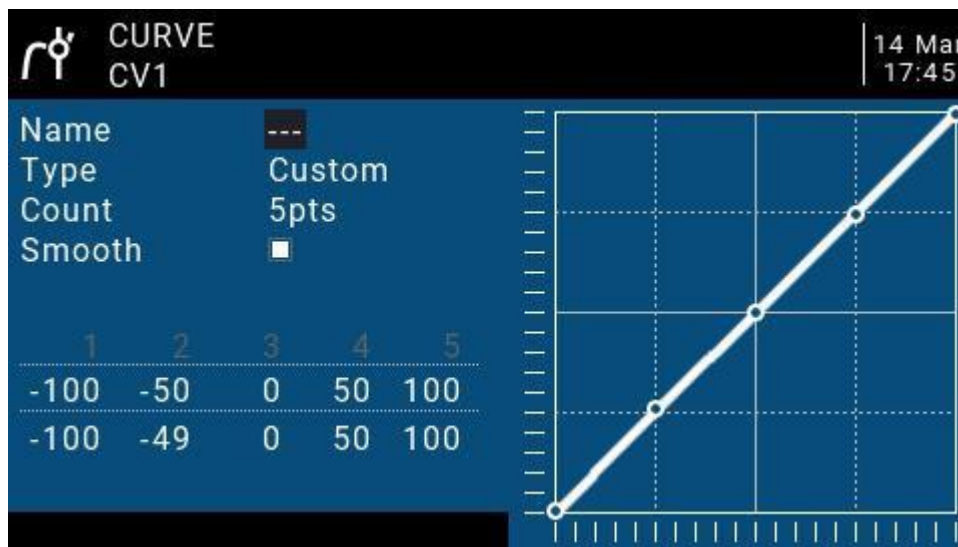 CURVE
CV1
14 Mar
17:45
Name ---
Type Custom
Count 5pts
Smooth
1 2 3 4 5
-100 -50 0 50 100
-100 -49 0 50 100